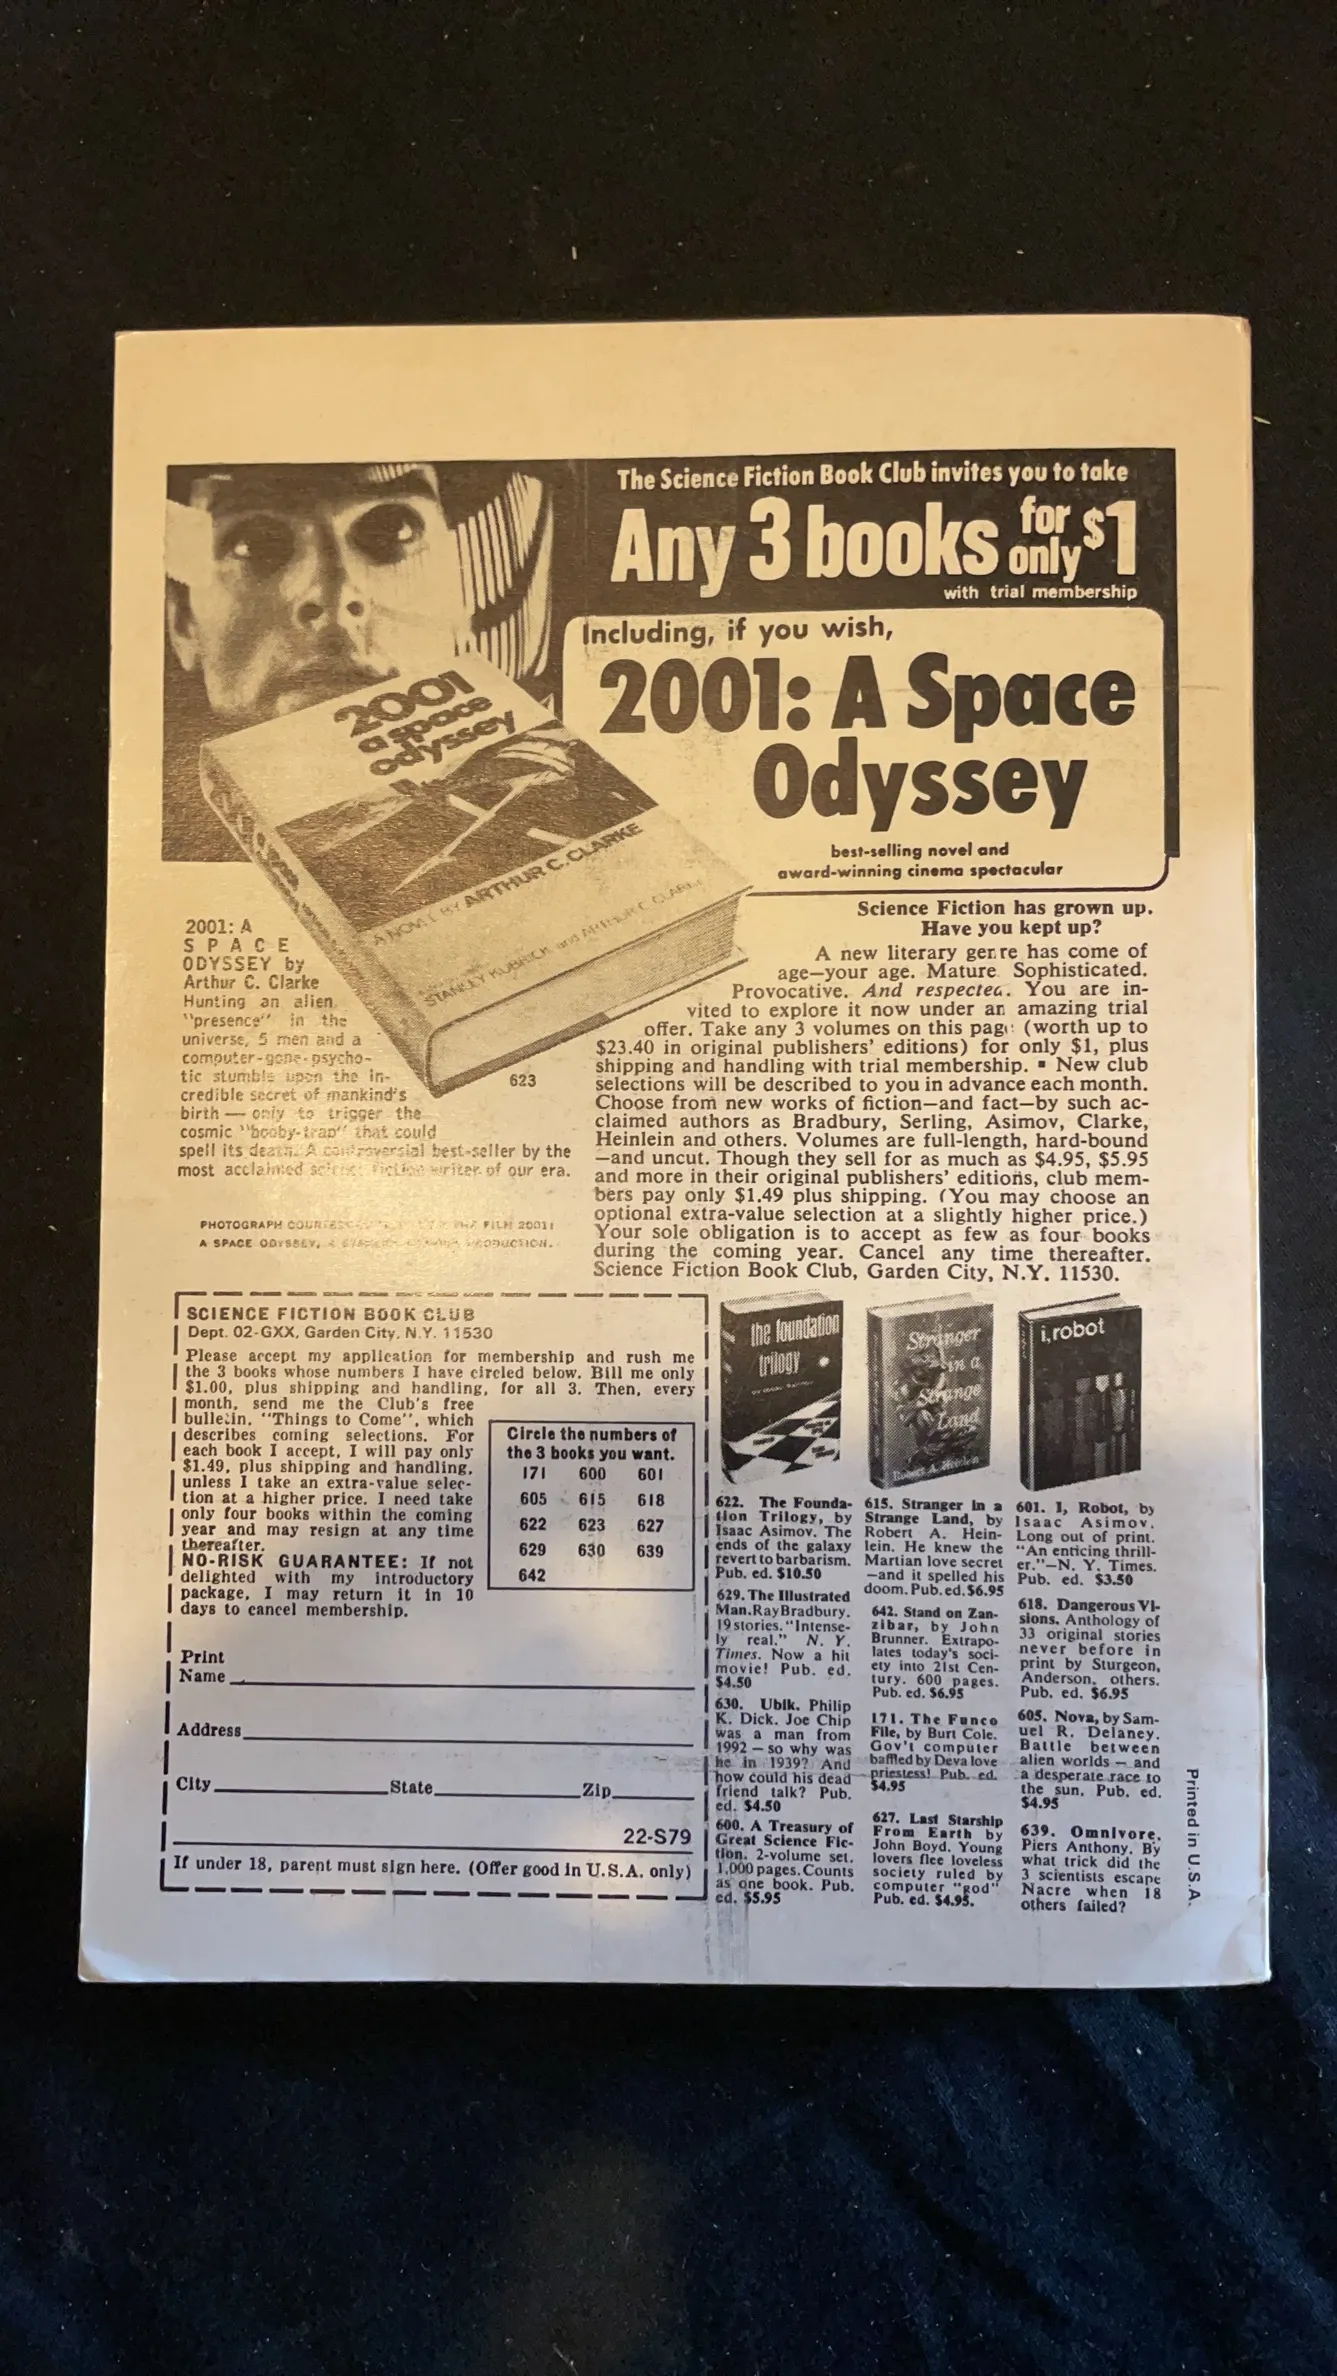 The Science Fiction Book Club invites you to take
Any 3 books for only $1
with trial membership
Including, if you wish,
2001: A Space
Odyssey
best-selling novel and
award-winning cinema spectacular
2001
a space
odyssey
A NOVEL BY ARTHUR C. CLARKE
STANLEY KUBRICK and ARTHUR C. CLARKE
623
2001: A
SPACE
ODYSSEY by
Arthur C. Clarke
Hunting an alien
"presence" in the
universe, 5 men and a
computer-gone-psycho-
tic stumble upon the in-
credible secret of mankind's
birth — only to trigger the
cosmic "booby-trap" that could
spell its death. A controversial best-seller by the
most acclaimed science fiction writer of our era.
PHOTOGRAPH THE FILM 2001:
A SPACE ODYSSEY, PRODUCTION.
Science Fiction has grown up.
Have you kept up?
A new literary genre has come of
age—your age. Mature. Sophisticated.
Provocative. And respected. You are in-
vited to explore it now under an amazing trial
offer. Take any 3 volumes on this page (worth up to
$23.40 in original publishers' editions) for only $1, plus
shipping and handling with trial membership. ▪ New club
selections will be described to you in advance each month.
Choose from new works of fiction—and fact—by such ac-
claimed authors as Bradbury, Serling, Asimov, Clarke,
Heinlein and others. Volumes are full-length, hard-bound
—and uncut. Though they sell for as much as $4.95, $5.95
and more in their original publishers' editions, club mem-
bers pay only $1.49 plus shipping. (You may choose an
optional extra-value selection at a slightly higher price.)
Your sole obligation is to accept as few as four books
during the coming year. Cancel any time thereafter.
Science Fiction Book Club, Garden City, N.Y. 11530.
SCIENCE FICTION BOOK CLUB
Dept. 02-GXX, Garden City, N.Y. 11530
Please accept my application for membership and rush me
the 3 books whose numbers I have circled below. Bill me only
$1.00, plus shipping and handling, for all 3. Then, every
month, send me the Club's free
bulletin, "Things to Come", which
describes coming selections. For
each book I accept, I will pay only
$1.49, plus shipping and handling,
unless I take an extra-value selec-
tion at a higher price. I need take
only four books within the coming
year and may resign at any time
thereafter.
NO-RISK GUARANTEE: If not
delighted with my introductory
package, I may return it in 10
days to cancel membership.
Circle the numbers of
the 3 books you want.
171 600 601
605 615 618
622 623 627
629 630 639
642
Print
Name
Address
City State Zip
22-S79
If under 18, parent must sign here. (Offer good in U.S.A. only)
the foundation
trilogy
622. The Founda-
tion Trilogy, by
Isaac Asimov. The
ends of the galaxy
revert to barbarism.
Pub. ed. $10.50
629. The Illustrated
Man. Ray Bradbury.
19 stories. "Intense-
ly real." N. Y.
Times. Now a hit
movie! Pub. ed.
$4.50
630. Ubik. Philip
K. Dick. Joe Chip
was a man from
1992 — so why was
he in 1939? And
how could his dead
friend talk? Pub.
ed. $4.50
600. A Treasury of
Great Science Fic-
tion. 2-volume set.
1,000 pages. Counts
as one book. Pub.
ed. $5.95
Stranger
in a
Strange
Land
Robert A. Heinlein
615. Stranger in a
Strange Land, by
Robert A. Hein-
lein. He knew the
Martian love secret
—and it spelled his
doom. Pub. ed. $6.95
642. Stand on Zan-
zibar, by John
Brunner. Extrapo-
lates today's soci-
ety into 21st Cen-
tury. 600 pages.
Pub. ed. $6.95
171. The Funco
File, by Burt Cole.
Gov't computer
baffled by Deva love
priestess! Pub. ed.
$4.95
627. Last Starship
From Earth by
John Boyd. Young
lovers flee loveless
society ruled by
computer "god"
Pub. ed. $4.95.
i, robot
601. I, Robot, by
Isaac Asimov.
Long out of print.
"An enticing thrill-
er."—N. Y. Times.
Pub. ed. $3.50
618. Dangerous Vi-
sions. Anthology of
33 original stories
never before in
print by Sturgeon,
Anderson, others.
Pub. ed. $6.95
605. Nova, by Sam-
uel R. Delaney.
Battle between
alien worlds — and
a desperate race to
the sun. Pub. ed.
$4.95
639. Omnivore,
Piers Anthony. By
what trick did the
3 scientists escape
Nacre when 18
others failed?
Printed in U.S.A.